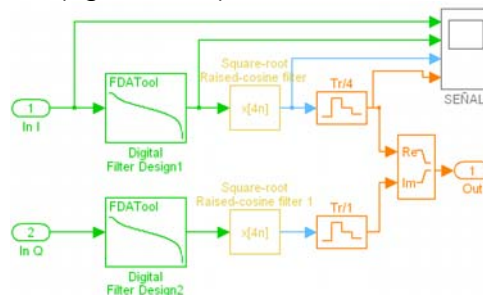 SEÑAL
Square-root
Raised-cosine filter
FDATool
x[4n]
Tr/4
1
In I
Digital
Filter Design1
Re
Im
1
Out
Square-root
Raised-cosine filter 1
FDATool
x[4n]
Tr/1
2
In Q
Digital
Filter Design2